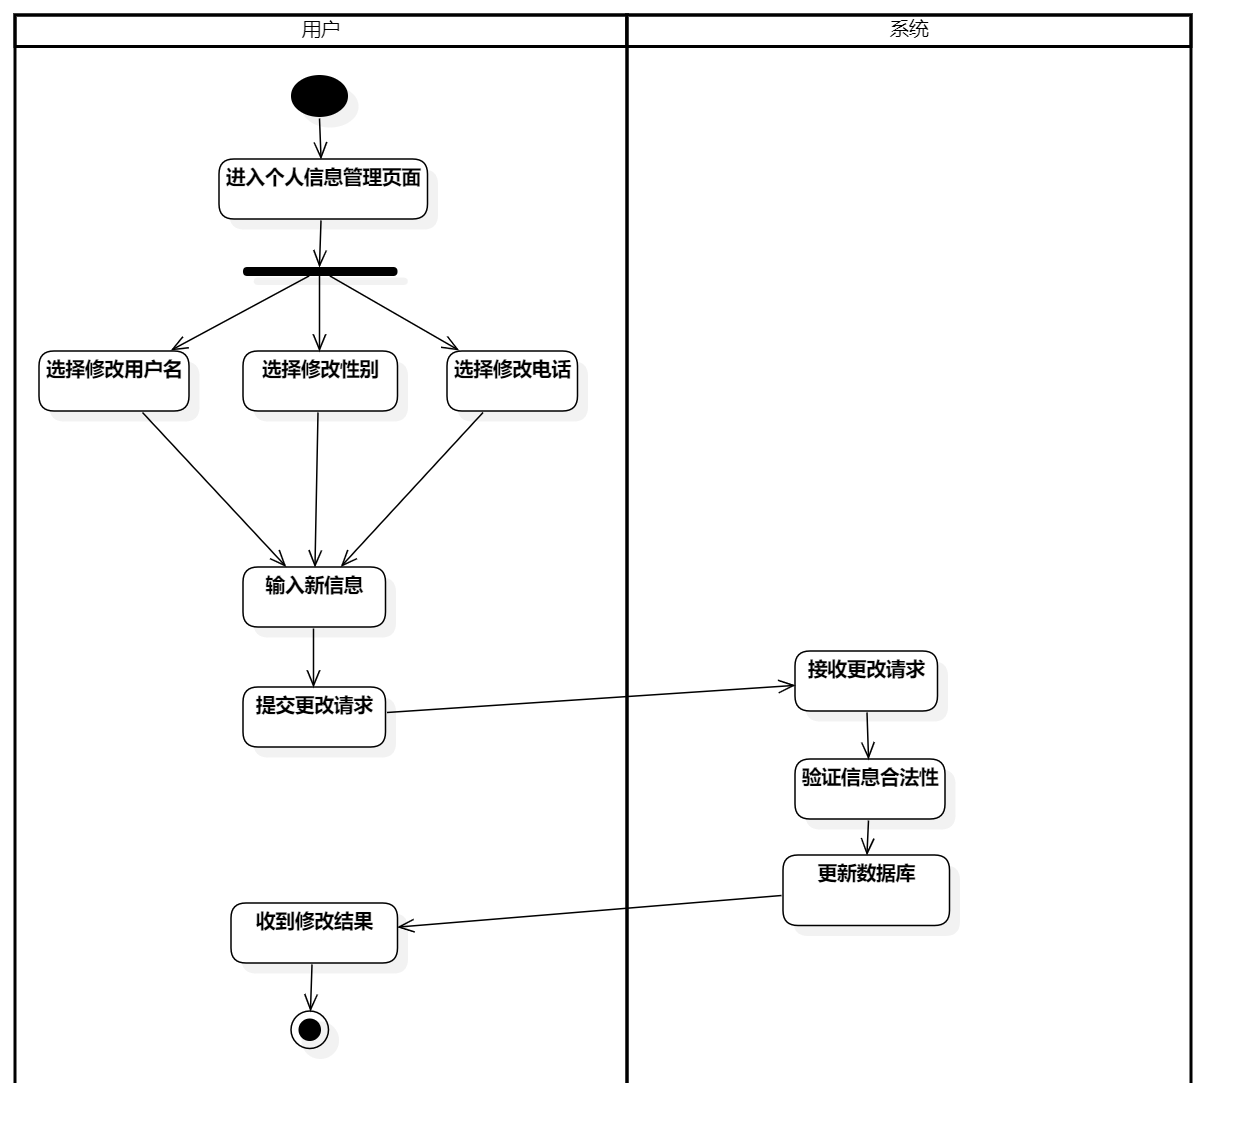 用户
系统
进入个人信息管理页面
选择修改用户名
选择修改性别
选择修改电话
输入新信息
提交更改请求
接收更改请求
验证信息合法性
更新数据库
收到修改结果